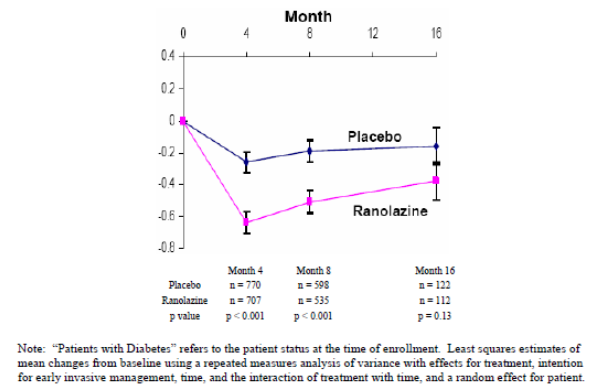 Month
0 4 8 12 16
0.4
0.2
0
-0.2
-0.4
-0.6
-0.8
Placebo
Ranolazine
Month 4 Month 8 Month 16
Placebo n = 770 n = 598 n = 122
Ranolazine n = 707 n = 535 n = 112
p value p < 0.001 p < 0.001 p = 0.13
Note: “Patients with Diabetes” refers to the patient status at the time of enrollment. Least squares estimates of
mean changes from baseline using a repeated measures analysis of variance with effects for treatment, intention
for early invasive management, time, and the interaction of treatment with time, and a random effect for patient.